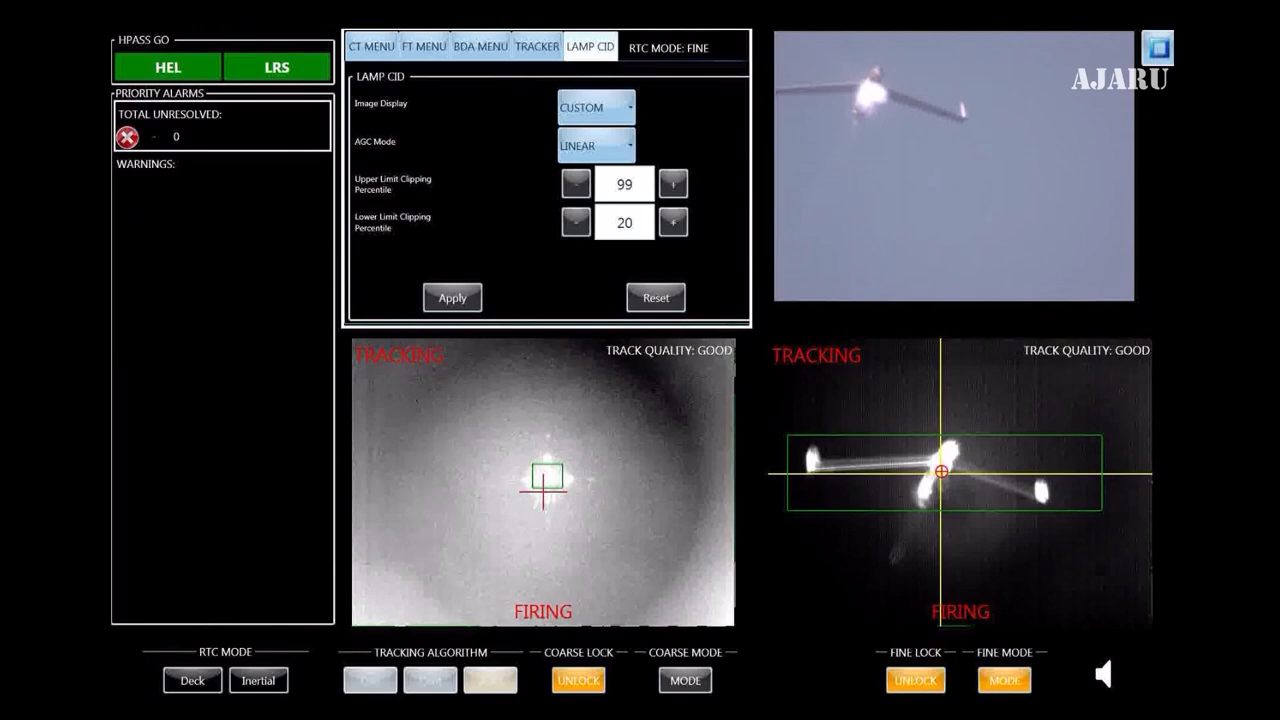 HPASS GO
HEL LRS
PRIORITY ALARMS
TOTAL UNRESOLVED:
- 0
WARNINGS:
CT MENU FT MENU BDA MENU TRACKER LAMP CID RTC MODE: FINE
LAMP CID
Image Display CUSTOM
AGC Mode LINEAR
Upper Limit Clipping
Percentile - 99 +
Lower Limit Clipping
Percentile - 20 +
Apply Reset
AJARU
TRACKING TRACK QUALITY: GOOD
FIRING
TRACKING TRACK QUALITY: GOOD
FIRING
RTC MODE TRACKING ALGORITHM COARSE LOCK COARSE MODE FINE LOCK FINE MODE
Deck Inertial UNLOCK MODE UNLOCK MODE